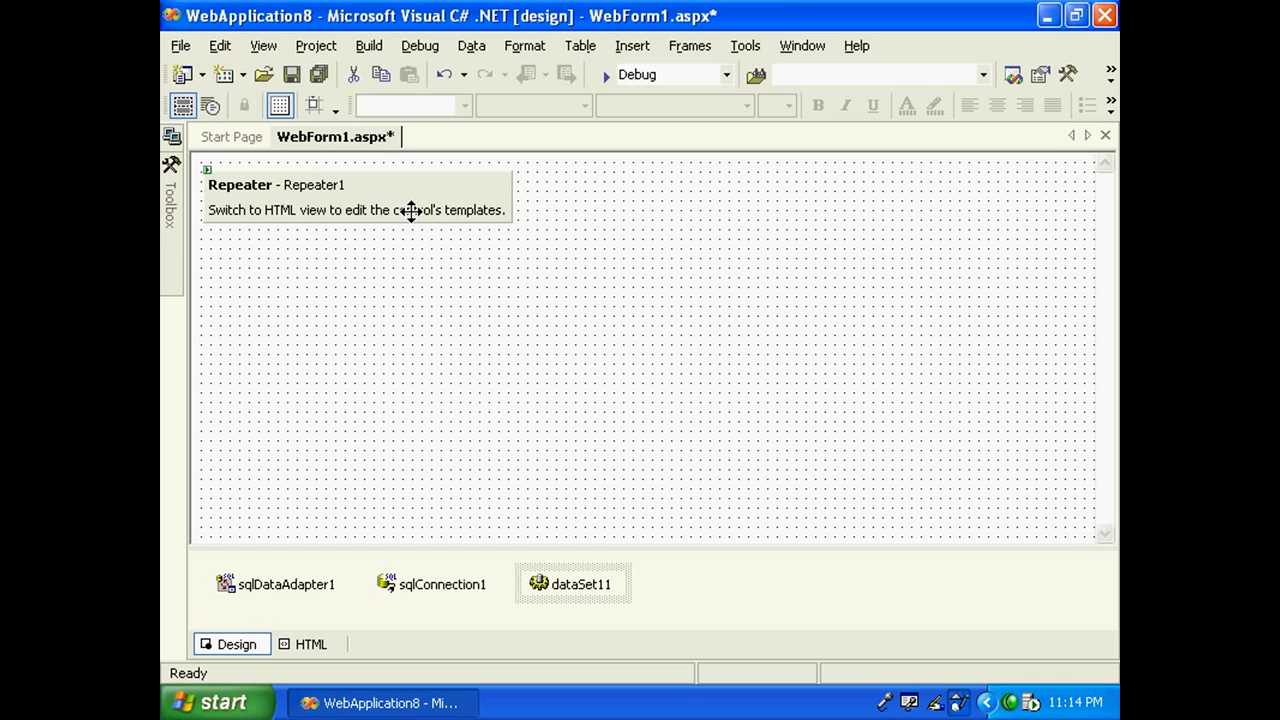 WebApplication8 - Microsoft Visual C# .NET [design] - WebForm1.aspx*
File Edit View Project Build Debug Data Format Table Insert Frames Tools Window Help
Debug
B I U A
Start Page WebForm1.aspx*
Toolbox
Repeater - Repeater1
Switch to HTML view to edit the control's templates.
sqlDataAdapter1 sqlConnection1 dataSet11
Design HTML
Ready
start WebApplication8 - Mi... 11:14 PM